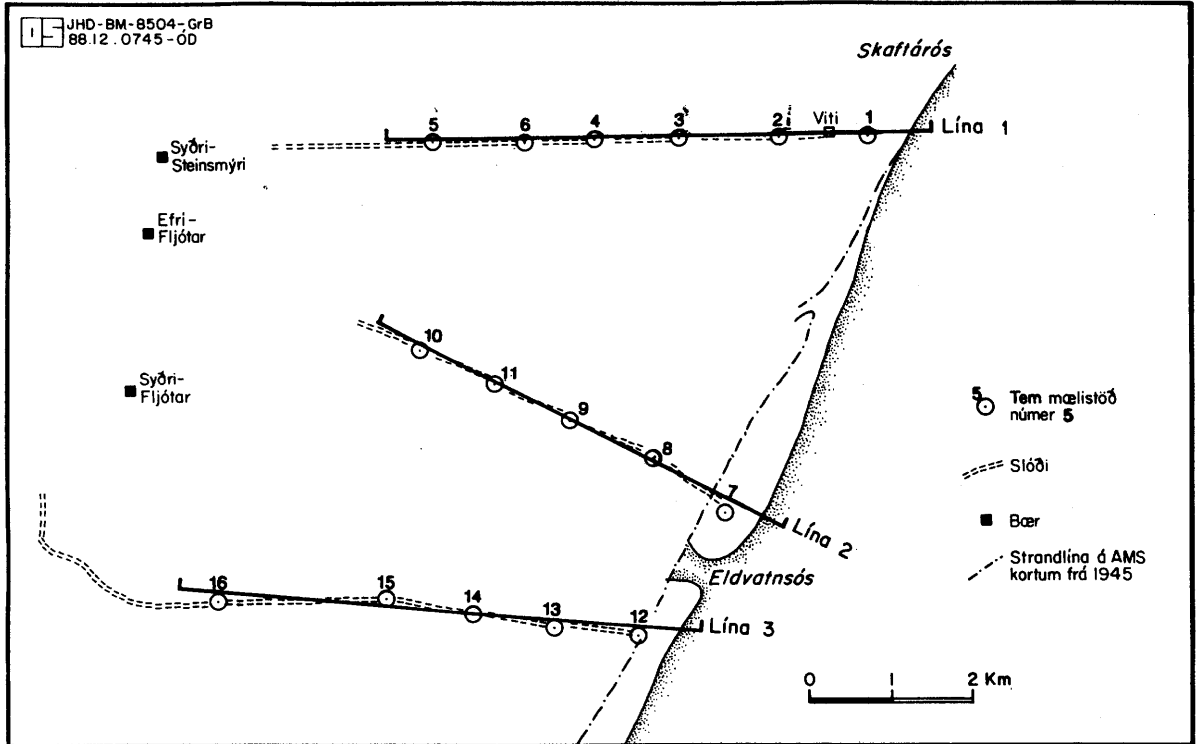 OS JHD-BM-8504-GrB
88.12.0745-ÓD
Skaftárós
5 6 4 3 2 Viti 1
Lína 1
Syðri-
Steinsmýri
Efri-
Fljótar
10
11
Syðri-
Fljótar
9
8
7
Lína 2
5 Tem mælistöð
númer 5
Slóði
Bær
Strandlína á AMS
kortum frá 1945
Eldvatnsós
16 15 14 13 12
Lína 3
0 1 2 Km